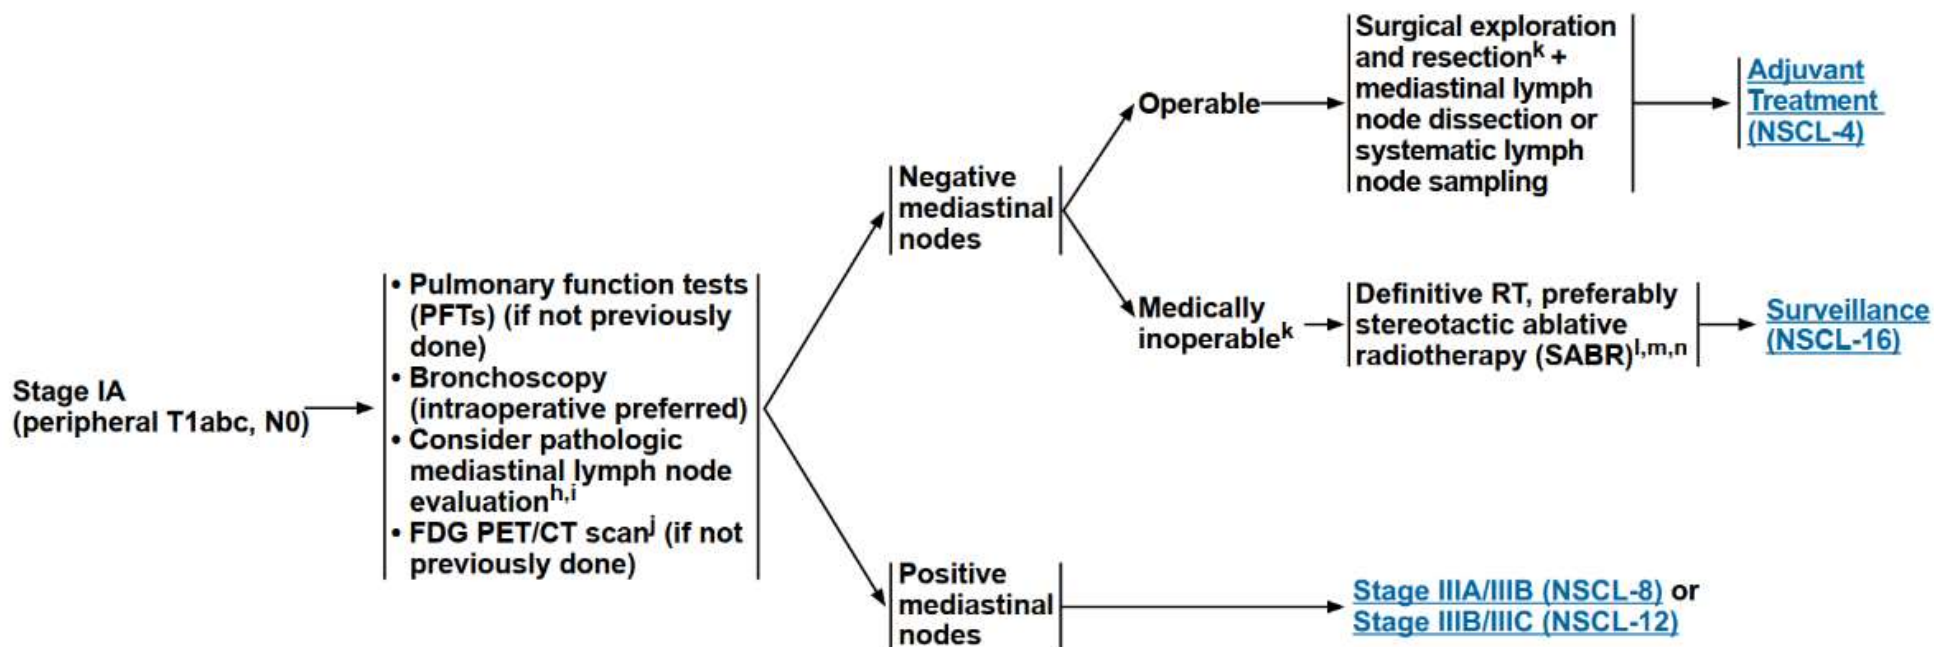 Stage IA
(peripheral T1abc, N0)
• Pulmonary function tests
(PFTs) (if not previously
done)
• Bronchoscopy
(intraoperative preferred)
• Consider pathologic
mediastinal lymph node
evaluationh,i
• FDG PET/CT scanj (if not
previously done)
Negative
mediastinal
nodes
Operable
Surgical exploration
and resectionk +
mediastinal lymph
node dissection or
systematic lymph
node sampling
Adjuvant
Treatment
(NSCL-4)
Medically
inoperablek
Definitive RT, preferably
stereotactic ablative
radiotherapy (SABR)l,m,n
Surveillance
(NSCL-16)
Positive
mediastinal
nodes
Stage IIIA/IIIB (NSCL-8) or
Stage IIIB/IIIC (NSCL-12)